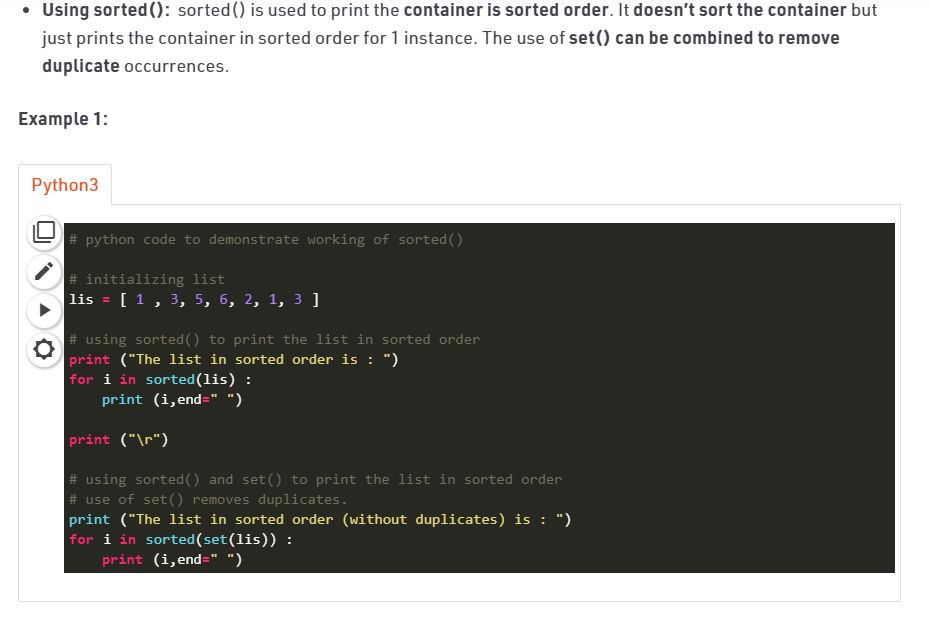 • Using sorted(): sorted() is used to print the container is sorted order. It doesn’t sort the container but
just prints the container in sorted order for 1 instance. The use of set() can be combined to remove
duplicate occurrences.
Example 1:
Python3
# python code to demonstrate working of sorted()
# initializing list
lis = [ 1 , 3, 5, 6, 2, 1, 3 ]
# using sorted() to print the list in sorted order
print ("The list in sorted order is : ")
for i in sorted(lis) :
    print (i,end=" ")
print ("\r")
# using sorted() and set() to print the list in sorted order
# use of set() removes duplicates.
print ("The list in sorted order (without duplicates) is : ")
for i in sorted(set(lis)) :
    print (i,end=" ")